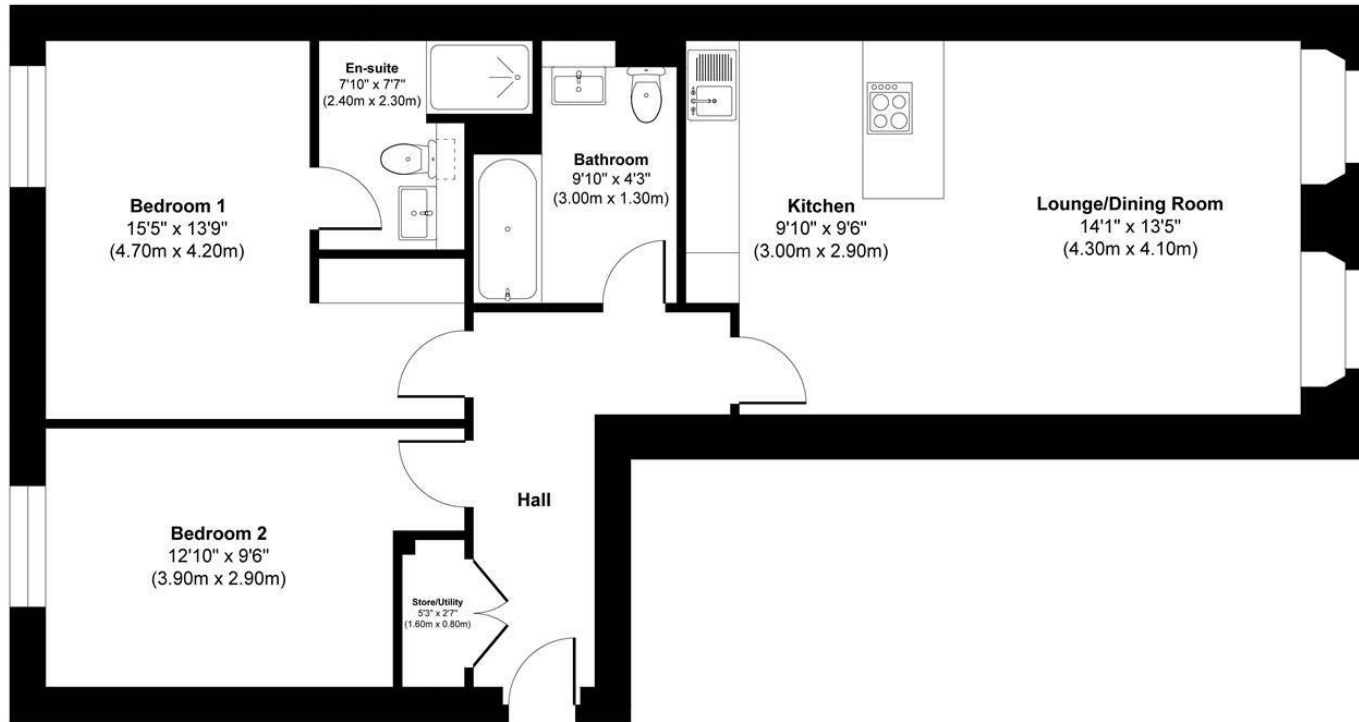 En-suite
7'10" x 7'7"
(2.40m x 2.30m)
Bathroom
9'10" x 4'3"
(3.00m x 1.30m)
Bedroom 1
15'5" x 13'9"
(4.70m x 4.20m)
Kitchen
9'10" x 9'6"
(3.00m x 2.90m)
Lounge/Dining Room
14'1" x 13'5"
(4.30m x 4.10m)
Hall
Bedroom 2
12'10" x 9'6"
(3.90m x 2.90m)
Store/Utility
5'3" x 2'7"
(1.60m x 0.80m)